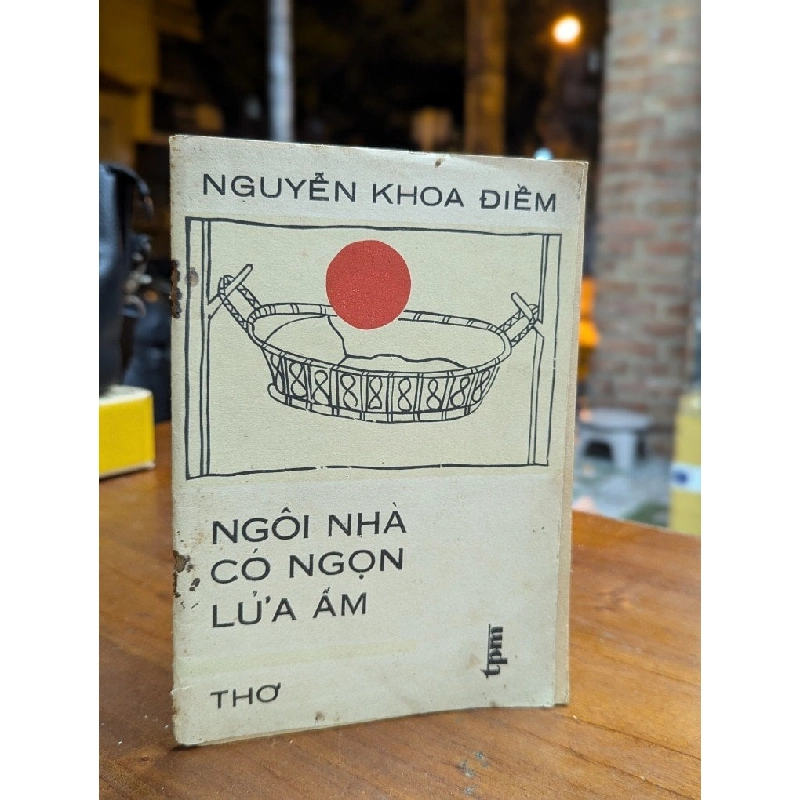 NGUYỄN KHOA ĐIỀM
NGÔI NHÀ
CÓ NGỌN
LỬA ẤM
THƠ
tpm